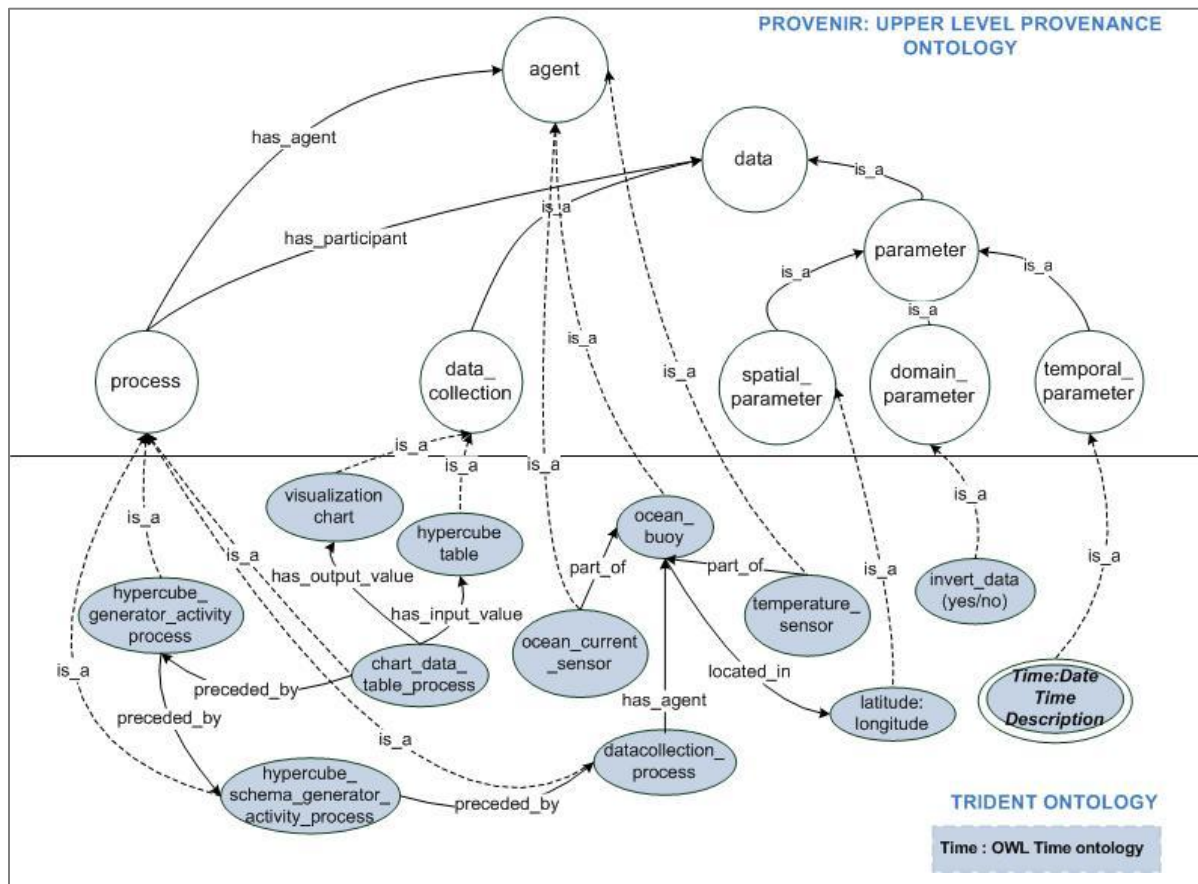 PROVENIR: UPPER LEVEL PROVENANCE
ONTOLOGY
agent
has_agent
data
is_a
is_a
has_participant
parameter
is_a
is_a
is_a
process
data_
collection
spatial_
parameter
domain_
parameter
temporal_
parameter
is_a
is_a
is_a
is_a
is_a
is_a
visualization
chart
ocean_
buoy
is_a
hypercube
table
is_a
is_a
has_output_value
part_of
part_of
is_a
is_a
invert_data
(yes/no)
hypercube_
generator_activity
process
has_input_value
temperature_
sensor
ocean_current
_sensor
is_a
chart_data_
table_process
located_in
preceded_by
Time:Date
Time
Description
preceded_by
has_agent
latitude:
longitude
is_a
datacollection_
process
hypercube_
schema_generator_
activity_process
preceded_by
TRIDENT ONTOLOGY
Time : OWL Time ontology